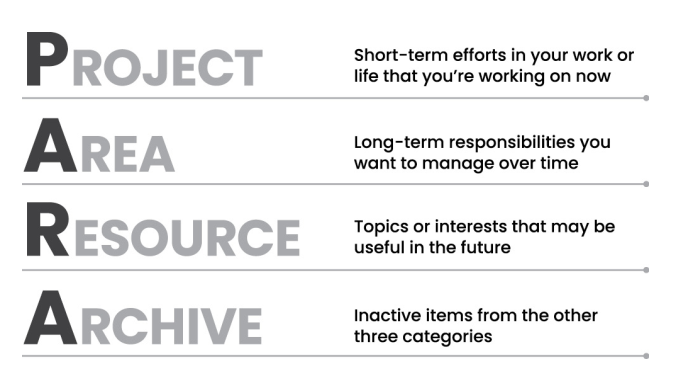 PROJECT
Short-term efforts in your work or
life that you’re working on now
AREA
Long-term responsibilities you
want to manage over time
RESOURCE
Topics or interests that may be
useful in the future
ARCHIVE
Inactive items from the other
three categories